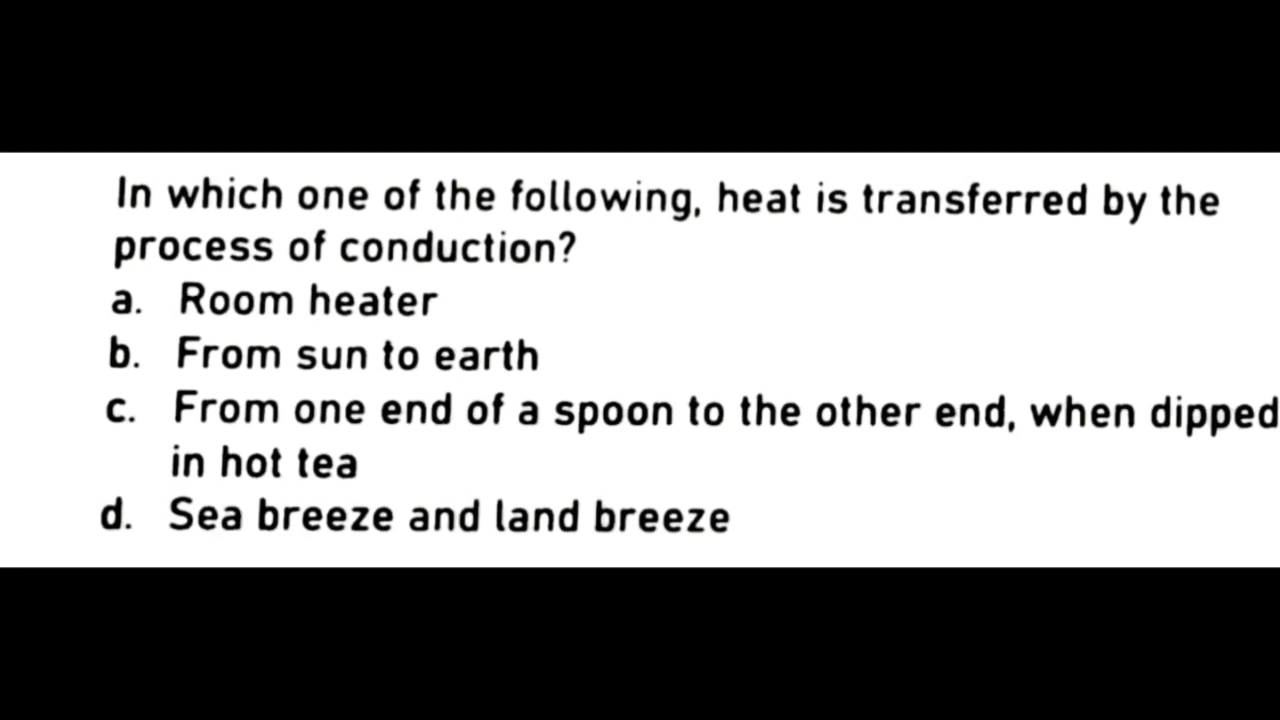 In which one of the following, heat is transferred by the
process of conduction?
a. Room heater
b. From sun to earth
c. From one end of a spoon to the other end, when dipped
in hot tea
d. Sea breeze and land breeze